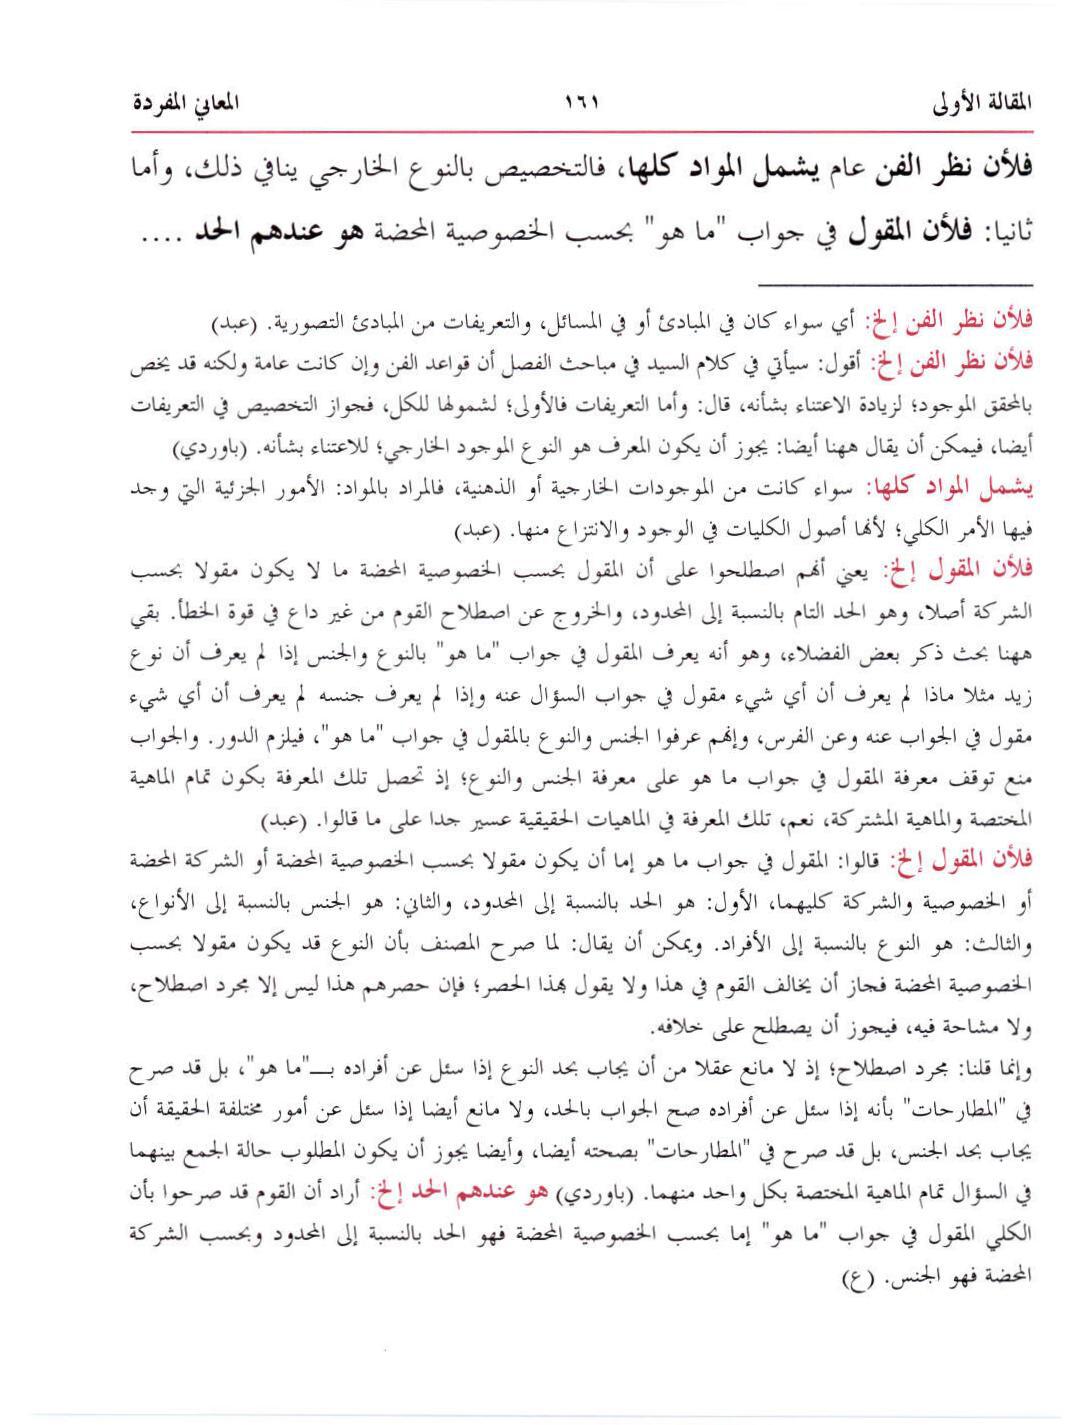 المقالة الأولى ١٦١ المعاني المفردة
فلأن نظر الفن عام يشمل المواد كلها، فالتخصيص بالنوع الخارجي ينافي ذلك، وأما
ثانيا: فلأن المقول في جواب "ما هو" بحسب الخصوصية المحضة هو عندهم الحد ....
فلأن نظر الفن إلخ: أي سواء كان في المبادئ أو في المسائل، والتعريفات من المبادئ التصورية. (عبد)
فلأن نظر الفن إلخ: أقول: سيأتي في كلام السيد في مباحث الفصل أن قواعد الفن وإن كانت عامة ولكنه قد يخص
بالمحقق الموجود؛ لزيادة الاعتناء بشأنه، قال: وأما التعريفات فالأولى؛ لشمولها للكل، فجواز التخصيص في التعريفات
أيضا، فيمكن أن يقال ههنا أيضا: يجوز أن يكون المعرف هو النوع الموجود الخارجي؛ للاعتناء بشأنه. (باوردي)
يشمل المواد كلها: سواء كانت من الموجودات الخارجية أو الذهنية، فالمراد بالمواد: الأمور الجزئية التي وجد
فيها الأمر الكلي؛ لأنها أصول الكليات في الوجود والانتزاع منها. (عبد)
فلأن المقول إلخ: يعني أنهم اصطلحوا على أن المقول بحسب الخصوصية المحضة ما لا يكون مقولا بحسب
الشركة أصلا، وهو الحد التام بالنسبة إلى المحدود، والخروج عن اصطلاح القوم من غير داع في قوة الخطأ. بقي
ههنا بحث ذكر بعض الفضلاء، وهو أنه يعرف المقول في جواب "ما هو" بالنوع والجنس إذا لم يعرف أن نوع
زيد مثلا ماذا لم يعرف أن أي شيء مقول في جواب السؤال عنه وإذا لم يعرف جنسه لم يعرف أن أي شيء
مقول في الجواب عنه وعن الفرس، وإنهم عرفوا الجنس والنوع بالمقول في جواب "ما هو"، فيلزم الدور. والجواب
منع توقف معرفة المقول في جواب ما هو على معرفة الجنس والنوع؛ إذ تحصل تلك المعرفة بكون تمام الماهية
المختصة والماهية المشتركة، نعم، تلك المعرفة في الماهيات الحقيقية عسير جدا على ما قالوا. (عبد)
فلأن المقول إلخ: قالوا: المقول في جواب ما هو إما أن يكون مقولا بحسب الخصوصية المحضة أو الشركة المحضة
أو الخصوصية والشركة كليهما، الأول: هو الحد بالنسبة إلى المحدود، والثاني: هو الجنس بالنسبة إلى الأنواع،
والثالث: هو النوع بالنسبة إلى الأفراد. ويمكن أن يقال: لما صرح المصنف بأن النوع قد يكون مقولا بحسب
الخصوصية المحضة فجاز أن يخالف القوم في هذا ولا يقول بهذا الحصر؛ فإن حصرهم هذا ليس إلا مجرد اصطلاح،
ولا مشاحة فيه، فيجوز أن يصطلح على خلافه.
وإنما قلنا: مجرد اصطلاح؛ إذ لا مانع عقلا من أن يجاب بحد النوع إذا سئل عن أفراده بـــ"ما هو"، بل قد صرح
في "المطارحات" بأنه إذا سئل عن أفراده صح الجواب بالحد، ولا مانع أيضا إذا سئل عن أمور مختلفة الحقيقة أن
يجاب بحد الجنس، بل قد صرح في "المطارحات" بصحته أيضا، وأيضا يجوز أن يكون المطلوب حالة الجمع بينهما
في السؤال تمام الماهية المختصة بكل واحد منهما. (باوردي) هو عندهم الحد إلخ: أراد أن القوم قد صرحوا بأن
الكلي المقول في جواب "ما هو" إما بحسب الخصوصية المحضة فهو الحد بالنسبة إلى المحدود وبحسب الشركة
المحضة فهو الجنس. (ع)